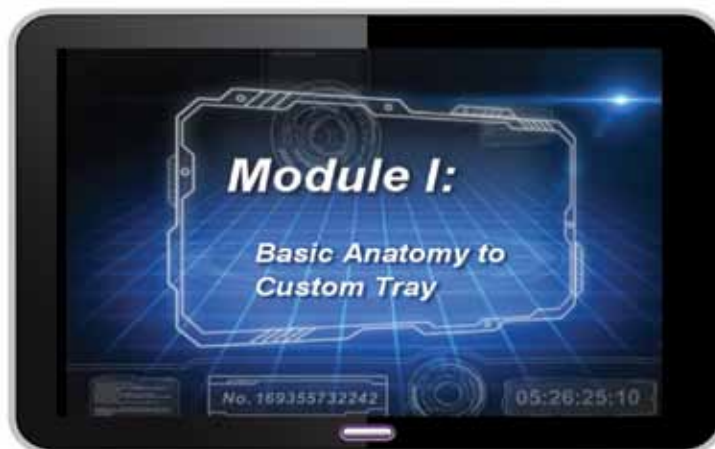 Module I:
Basic Anatomy to
Custom Tray
No. 169355732242
05:26:25:10